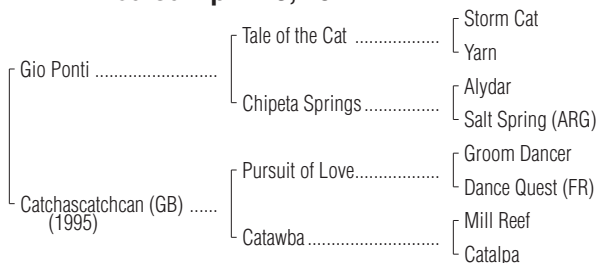 Storm Cat
Tale of the Cat ..................
Yarn
Gio Ponti ..........................
Alydar
Chipeta Springs ................
Salt Spring (ARG)
Groom Dancer
Pursuit of Love..................
Dance Quest (FR)
Catchascatchcan (GB) ......
(1995)
Mill Reef
Catawba ............................
Catalpa